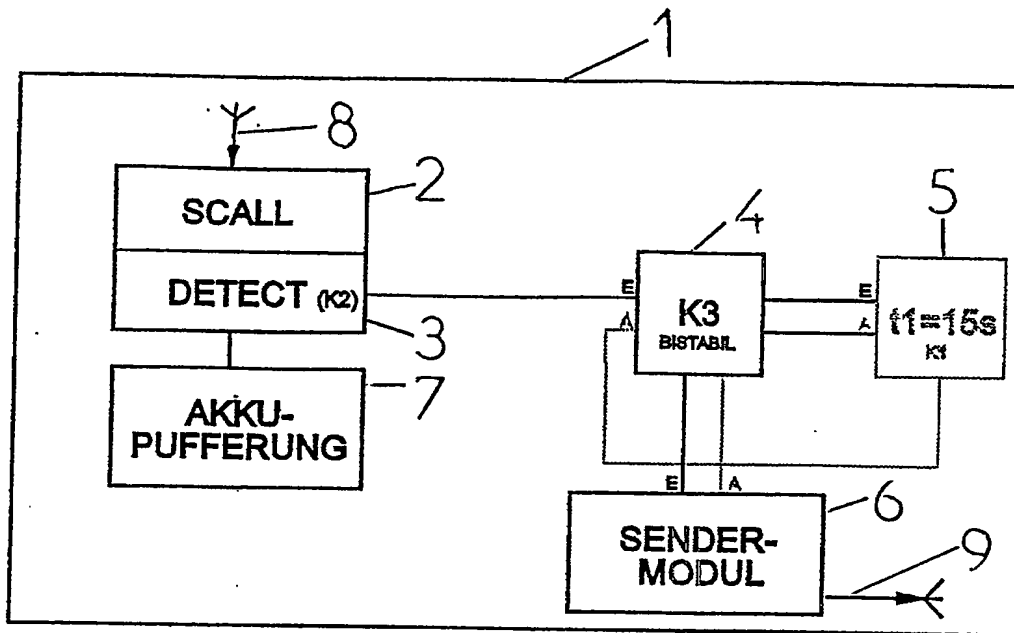 1
8
SCALL
2
DETECT (K2)
3
AKKU-
PUFFERUNG
7
4
5
E
A
K3
BISTABIL
E
A
t1=15s
K1
E A
6
SENDER-
MODUL
9